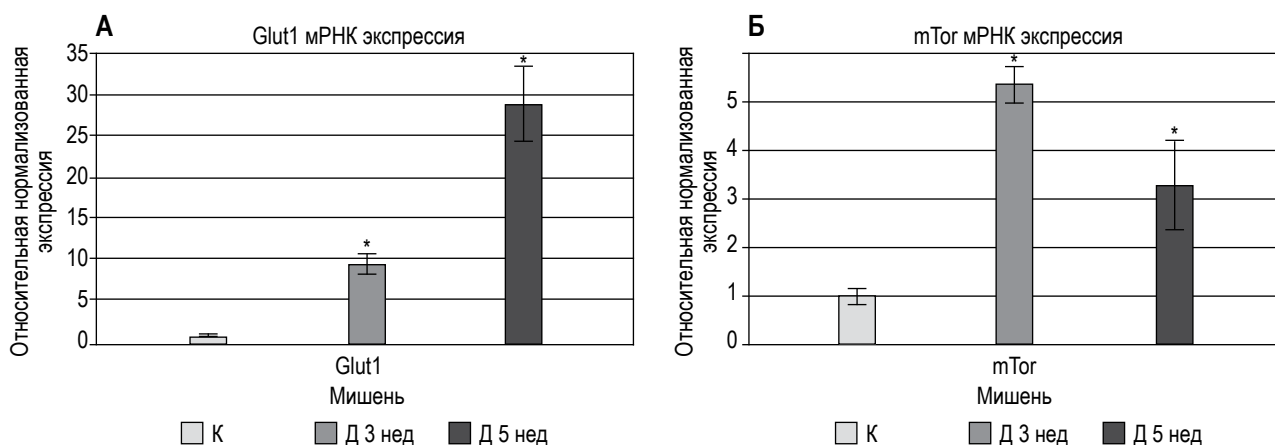 А
Glut1 мРНК экспрессия
Относительная нормализованная
экспрессия
35
30
25
20
15
10
5
0
*
*
Glut1
Мишень
К
Д 3 нед
Д 5 нед
Б
mTor мРНК экспрессия
Относительная нормализованная
экспрессия
5
4
3
2
1
0
*
*
mTor
Мишень
К
Д 3 нед
Д 5 нед